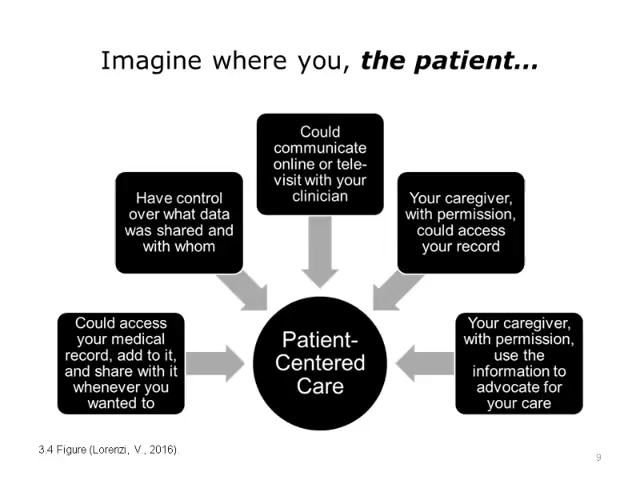 Imagine where you, the patient...
Could
communicate
online or tele-
visit with your
clinician
Have control
over what data
was shared and
with whom
Your caregiver,
with permission,
could access
your record
Could access
your medical
record, add to it,
and share with it
whenever you
wanted to
Patient-
Centered
Care
Your caregiver,
with permission,
use the
information to
advocate for
your care
3.4 Figure (Lorenzi, V., 2016).
9